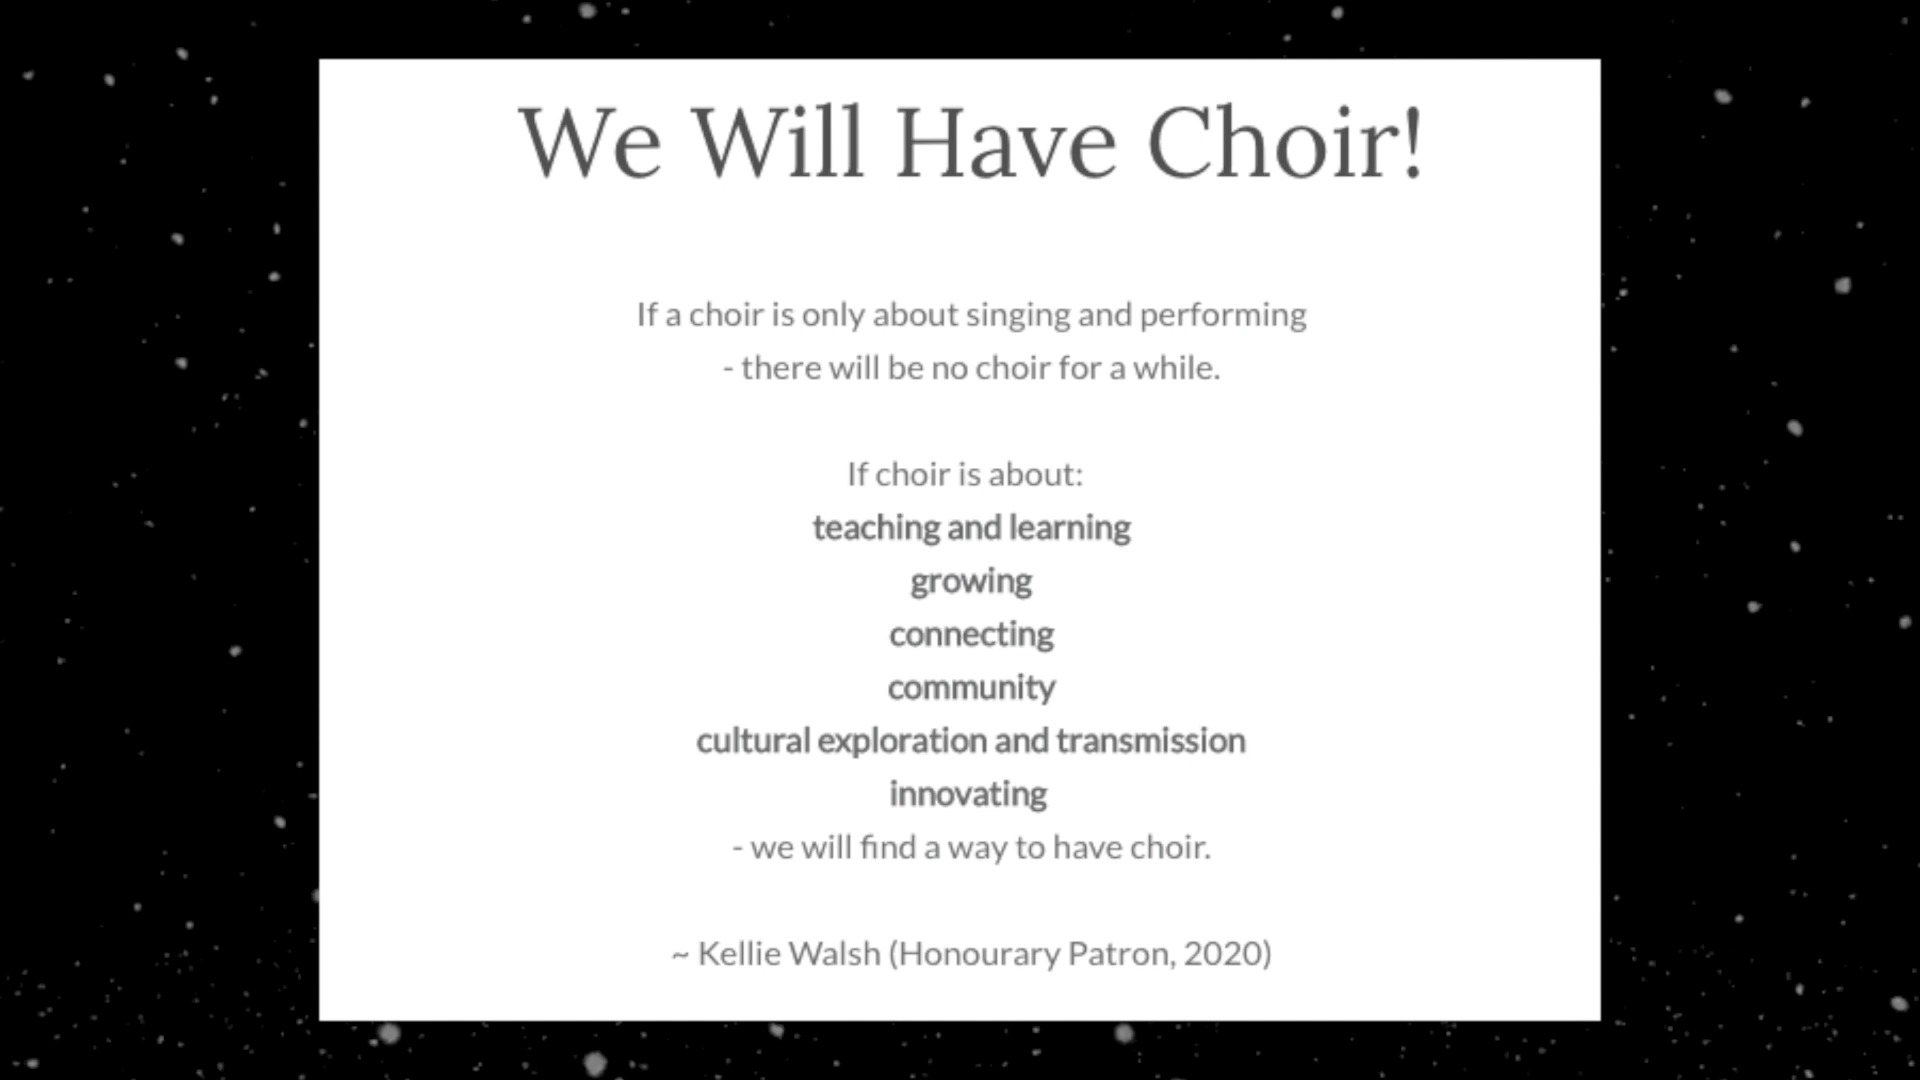 We Will Have Choir!
If a choir is only about singing and performing
- there will be no choir for a while.
If choir is about:
teaching and learning
growing
connecting
community
cultural exploration and transmission
innovating
- we will find a way to have choir.
~ Kellie Walsh (Honourary Patron, 2020)